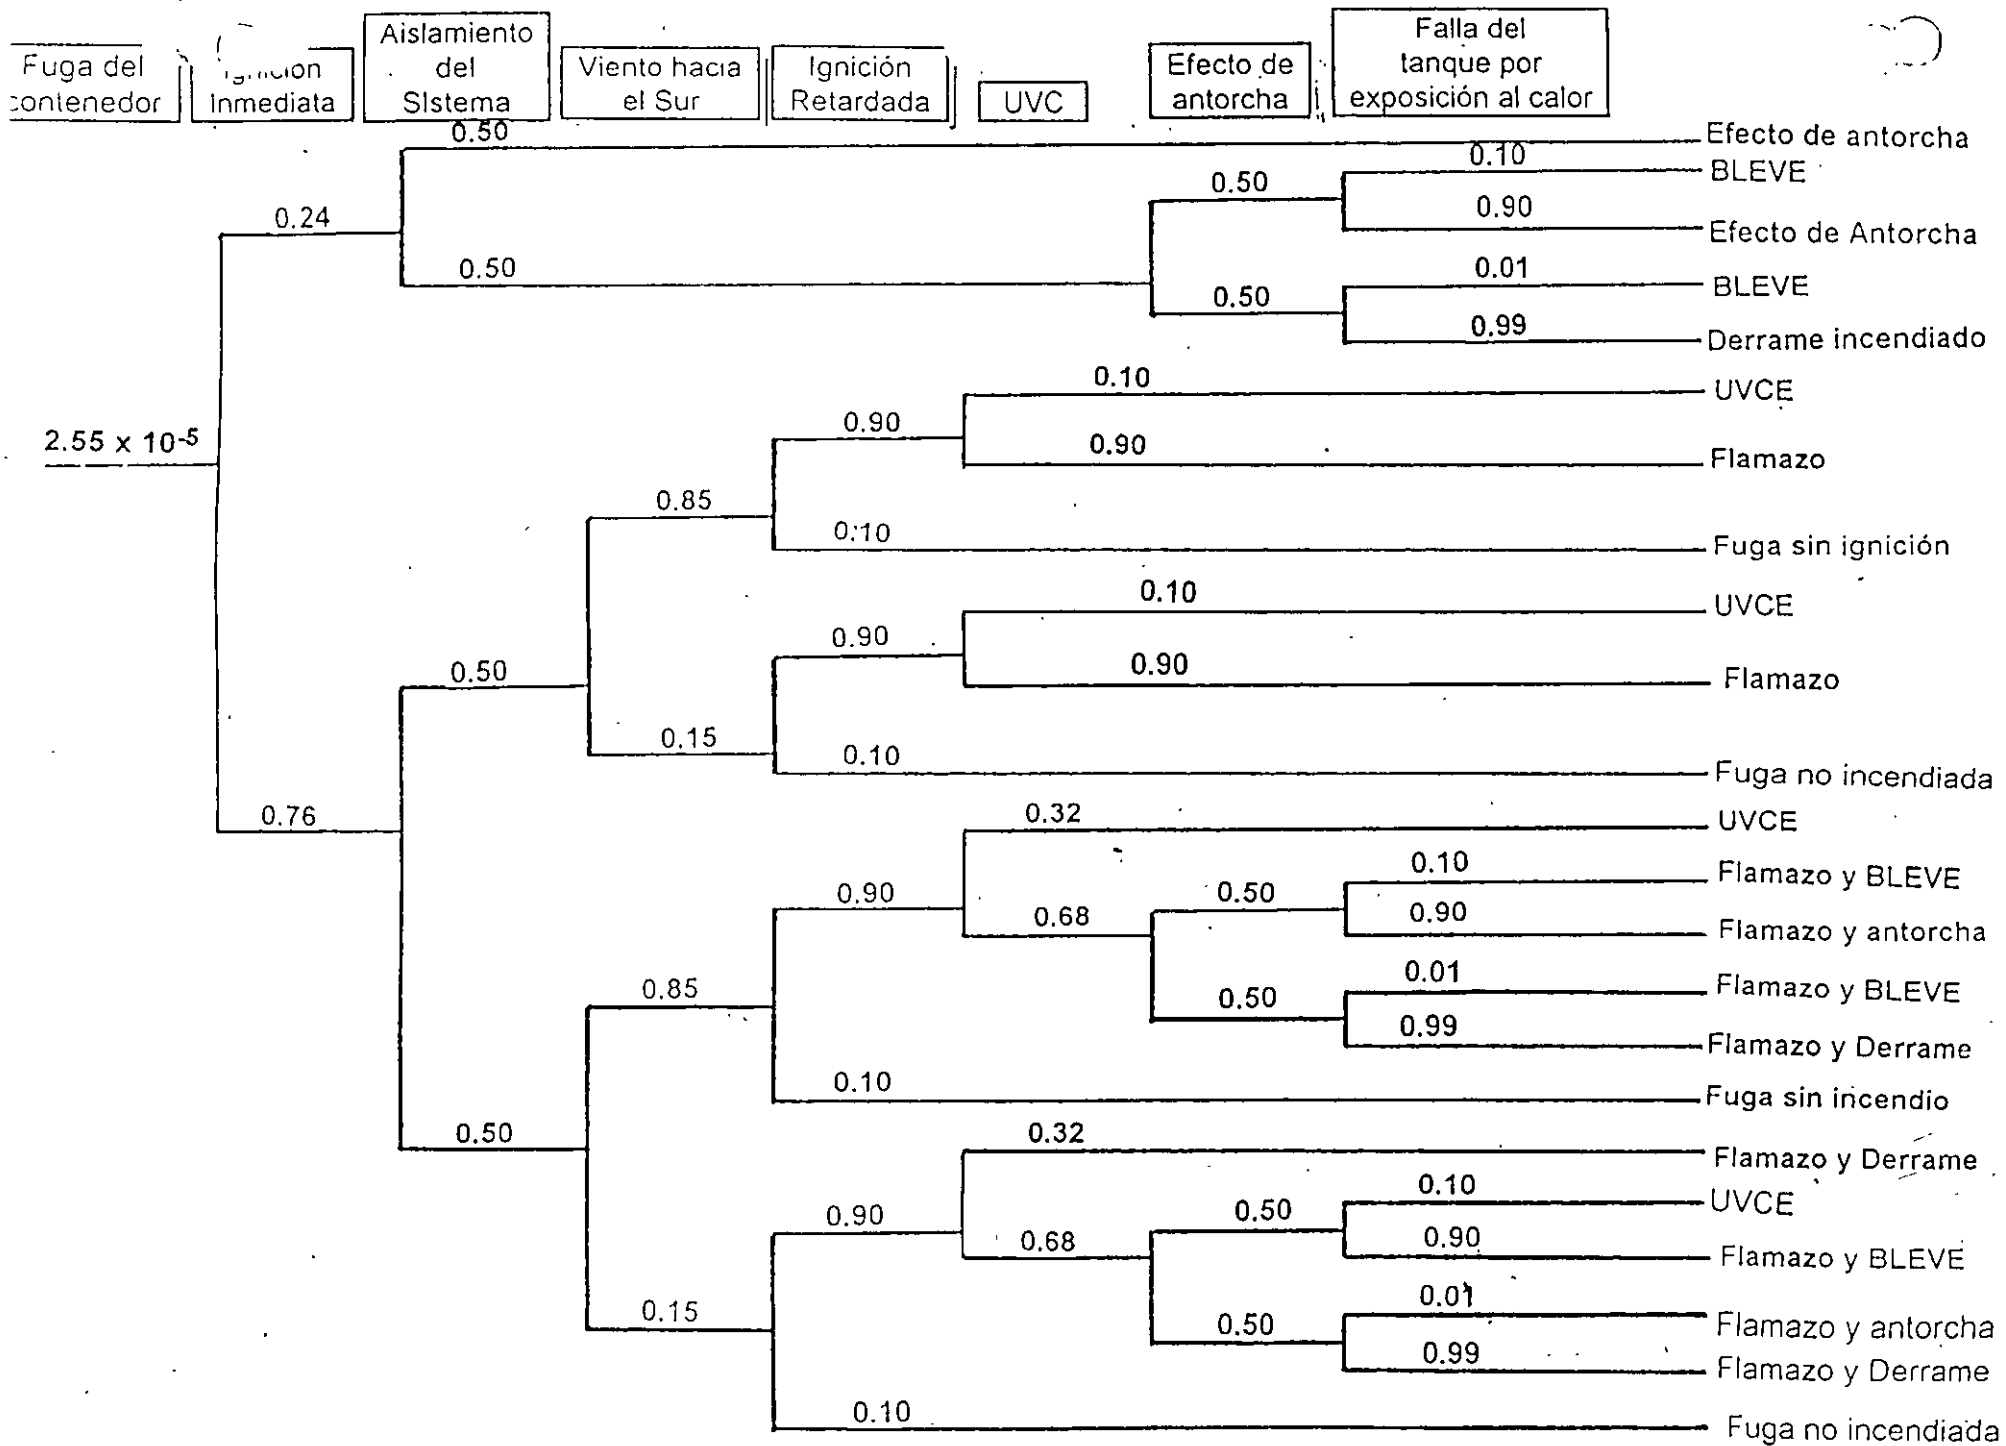 Fuga del
contenedor
Ignición
Inmediata
Aislamiento
del
SIstema
Viento hacia
el Sur
Ignición
Retardada
UVC
Efecto de
antorcha
Falla del
tanque por
exposición al calor
0.50
Efecto de antorcha
0.10
BLEVE
0.50
0.24
0.90
Efecto de Antorcha
0.50
0.01
BLEVE
0.50
0.99
Derrame incendiado
0.10
UVCE
0.90
2.55 x 10-5
0.90
Flamazo
0.85
0.10
Fuga sin ignición
0.10
UVCE
0.90
0.50
0.90
Flamazo
0.15
0.10
Fuga no incendiada
0.76
0.32
UVCE
0.10
Flamazo y BLEVE
0.90
0.50
0.68
0.90
Flamazo y antorcha
0.85
0.01
Flamazo y BLEVE
0.50
0.99
Flamazo y Derrame
0.10
Fuga sin incendio
0.50
0.32
Flamazo y Derrame
0.10
UVCE
0.90
0.50
0.68
0.90
Flamazo y BLEVE
0.15
0.01
Flamazo y antorcha
0.50
0.99
Flamazo y Derrame
0.10
Fuga no incendiada